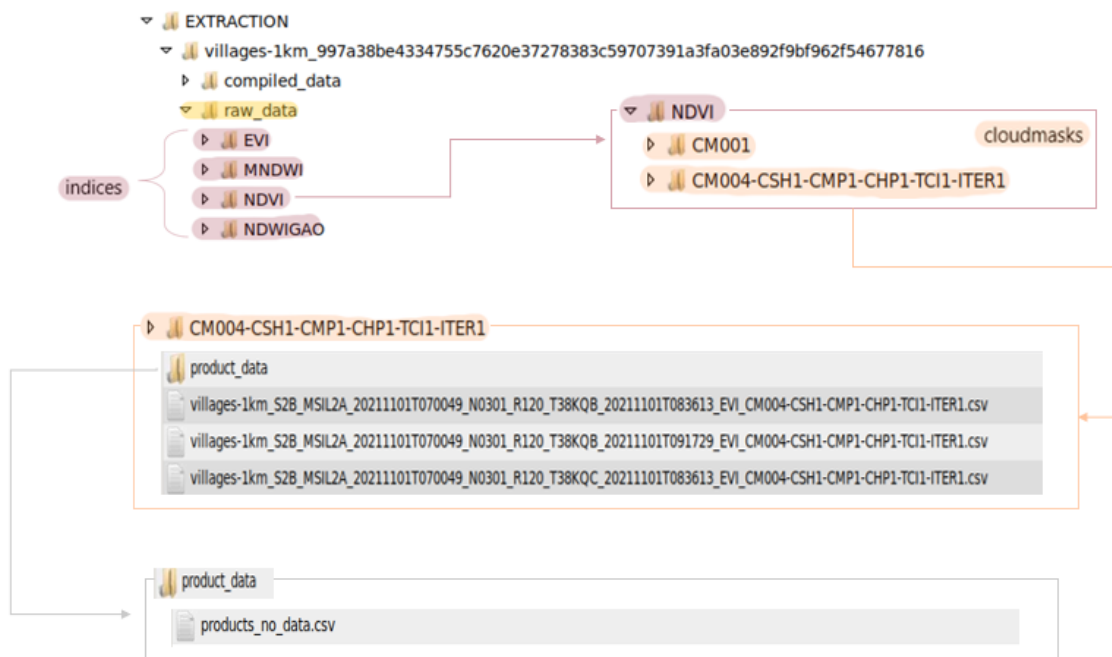 EXTRACTION
villages-1km_997a38be4334755c7620e37278383c59707391a3fa03e892f9bf962f54677816
compiled_data
raw_data
EVI
MNDWI
NDVI
NDWIGAO
indices
NDVI
CM001
CM004-CSH1-CMP1-CHP1-TCI1-ITER1
cloudmasks
CM004-CSH1-CMP1-CHP1-TCI1-ITER1
product_data
villages-1km_S2B_MSIL2A_20211101T070049_N0301_R120_T38KQB_20211101T083613_EVI_CM004-CSH1-CMP1-CHP1-TCI1-ITER1.csv
villages-1km_S2B_MSIL2A_20211101T070049_N0301_R120_T38KQB_20211101T091729_EVI_CM004-CSH1-CMP1-CHP1-TCI1-ITER1.csv
villages-1km_S2B_MSIL2A_20211101T070049_N0301_R120_T38KQC_20211101T083613_EVI_CM004-CSH1-CMP1-CHP1-TCI1-ITER1.csv
product_data
products_no_data.csv